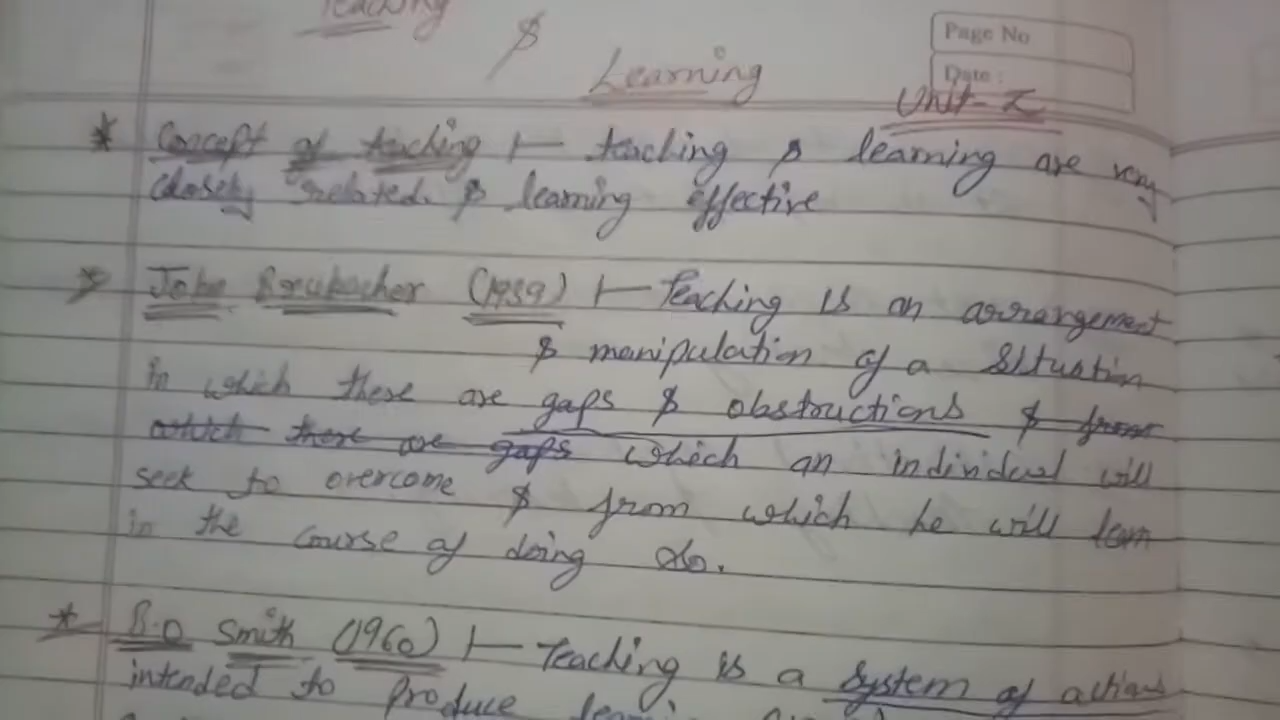 Teaching
&
Learning
Page No
Date :
Unit - I
* Concept of teaching :- teaching & learning are very
closely related. & learning effective
John Brubacher (1939) :- Teaching is an arrangement
& manipulation of a situation
in which there are gaps & obstructions & from
which there are gaps which an individual will
seek to overcome & from which he will learn
in the course of doing so.
* B.O Smith (1960) :- Teaching is a system of actions
intended to produce